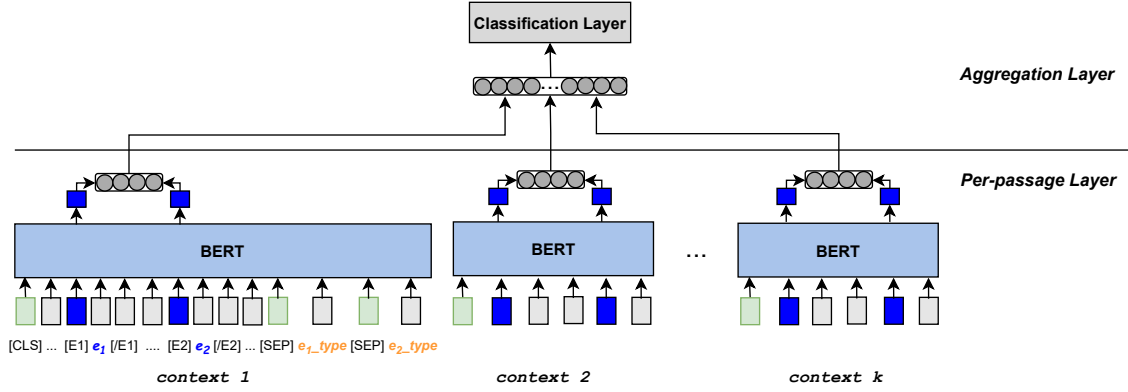 Classification Layer
...
Aggregation Layer
Per-passage Layer
BERT
BERT
...
BERT
[CLS] ... [E1] e1 [/E1] .... [E2] e2 [/E2] ... [SEP] e1_type [SEP] e2_type
context 1
context 2
context k